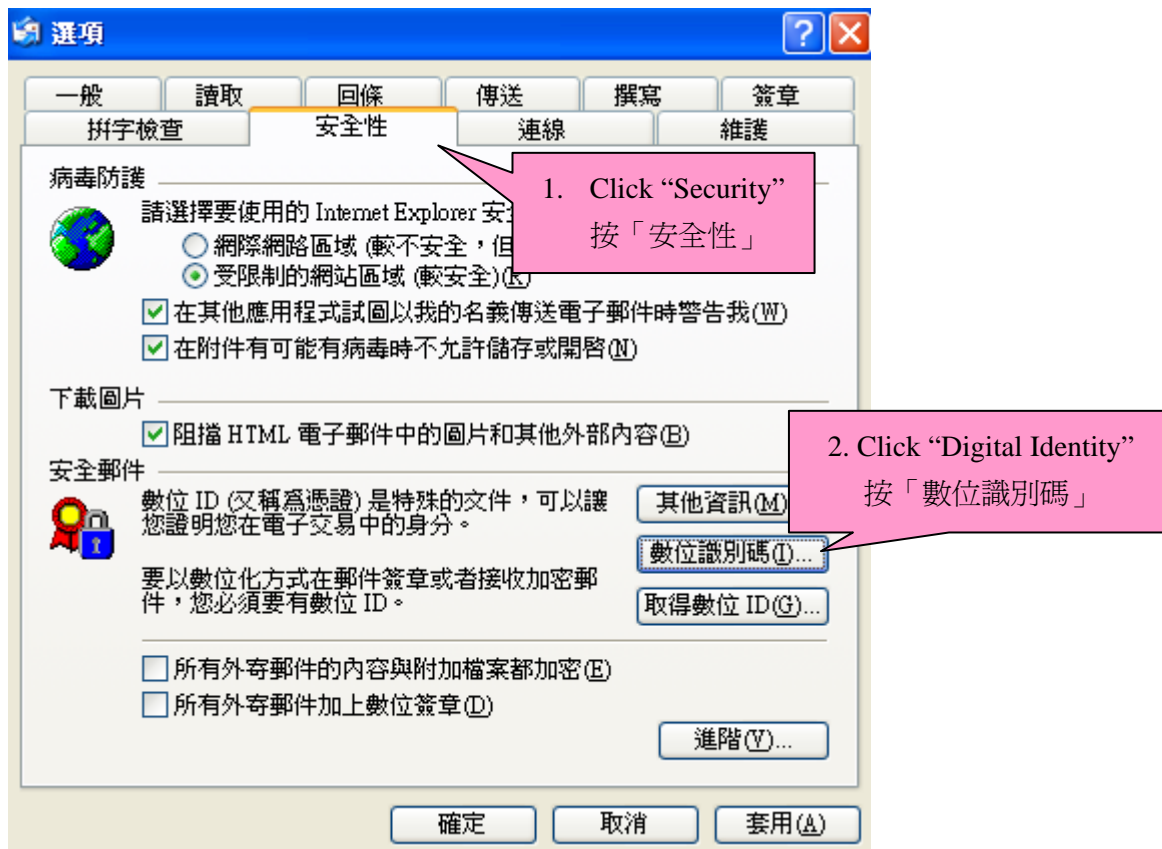 選項
一般 讀取 回條 傳送 撰寫 簽章
拼字檢查 安全性 連線 維護
病毒防護
請選擇要使用的 Internet Explorer 安
網際網路區域 (較不安全，但
受限制的網站區域 (較安全)(R)
1. Click “Security”
按「安全性」
在其他應用程式試圖以我的名義傳送電子郵件時警告我(W)
在附件有可能有病毒時不允許儲存或開啓(N)
下載圖片
阻擋 HTML 電子郵件中的圖片和其他外部內容(B)
安全郵件
數位 ID (又稱爲憑證) 是特殊的文件，可以讓
您證明您在電子交易中的身分。
其他資訊(M)
2. Click “Digital Identity”
按「數位識別碼」
數位識別碼(I)...
要以數位化方式在郵件簽章或者接收加密郵
件，您必須要有數位 ID。
取得數位 ID(G)...
所有外寄郵件的內容與附加檔案都加密(E)
所有外寄郵件加上數位簽章(D)
進階(V)...
確定 取消 套用(A)